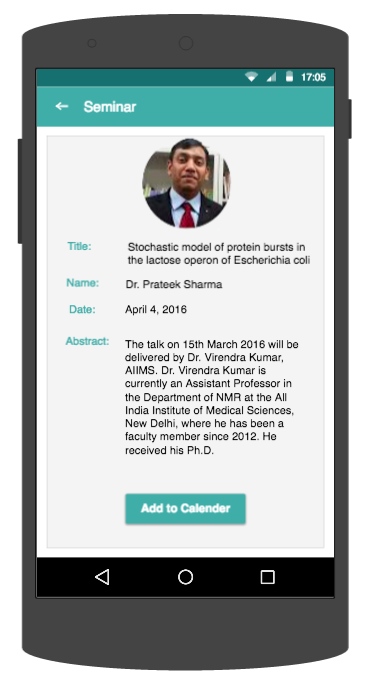 17:05
Seminar
Title: Stochastic model of protein bursts in
the lactose operon of Escherichia coli
Name: Dr. Prateek Sharma
Date: April 4, 2016
Abstract: The talk on 15th March 2016 will be
delivered by Dr. Virendra Kumar,
AIIMS. Dr. Virendra Kumar is
currently an Assistant Professor in
the Department of NMR at the All
India Institute of Medical Sciences,
New Delhi, where he has been a
faculty member since 2012. He
received his Ph.D.
Add to Calender